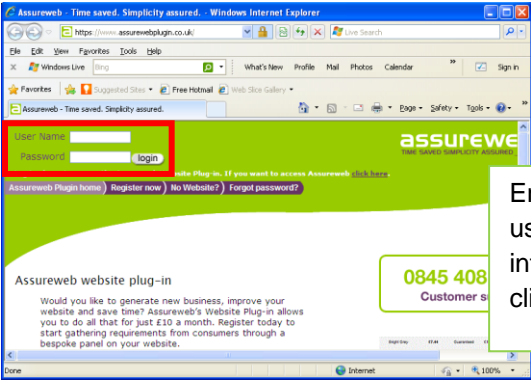 Assureweb - Time saved. Simplicity assured. - Windows Internet Explorer
https://www.assurewebplugin.co.uk/
Live Search
File Edit View Favorites Tools Help
Windows Live Bing What's New Profile Mail Photos Calendar » Sign in
Favorites Suggested Sites Free Hotmail Web Slice Gallery
Assureweb - Time saved. Simplicity assured. Page Safety Tools »
User Name
Password login
assurewe
TIME SAVED SIMPLICITY ASSURED
site Plug-in. If you want to access Assureweb click here.
Assureweb Plugin home Register now No Website? Forgot password?
Assureweb website plug-in
Would you like to generate new business, improve your
website and save time? Assureweb's Website Plug-in allows
you to do all that for just £10 a month. Register today to
start gathering requirements from consumers through a
bespoke panel on your website.
0845 408
Customer s
En
us
in
cli
Done Internet 100%